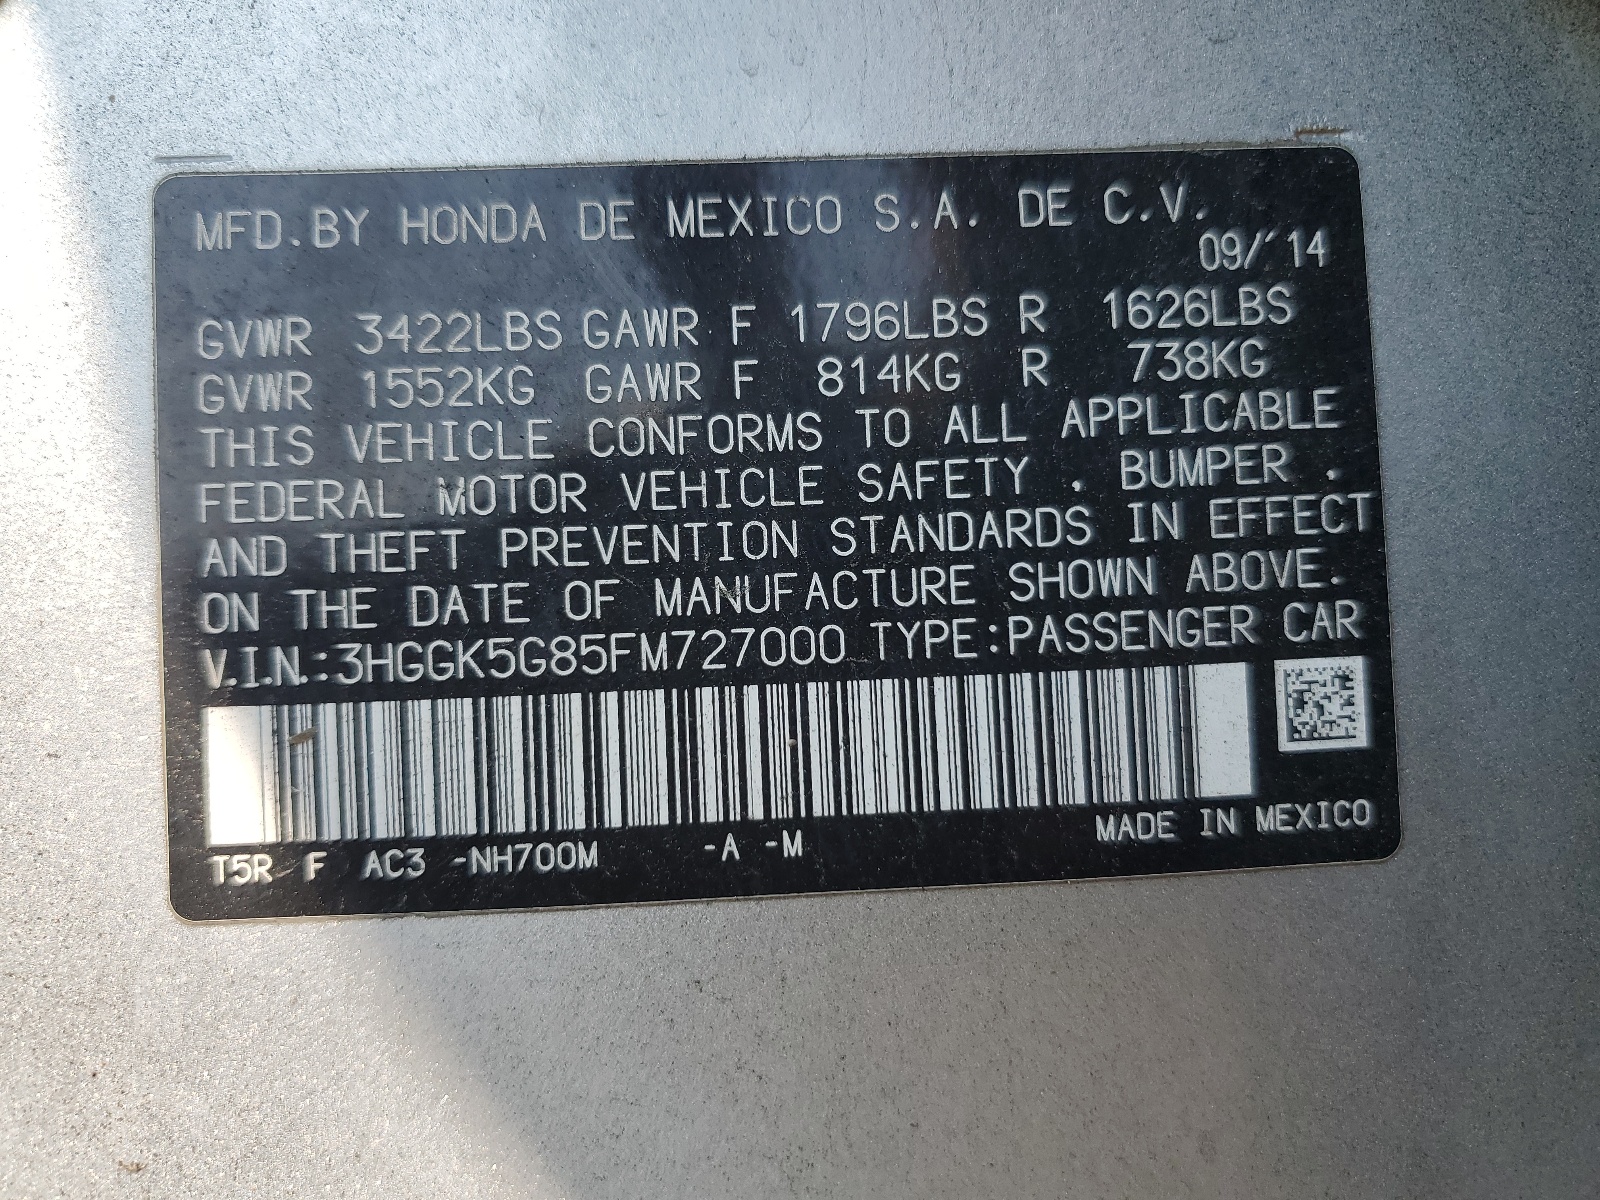 MFD.BY HONDA DE MEXICO S.A. DE C.V.
09/ 14
GVWR 3422LBS GAWR F 1796LBS R 1626LBS
GVWR 1552KG GAWR F 814KG R 738KG
THIS VEHICLE CONFORMS TO ALL APPLICABLE
FEDERAL MOTOR VEHICLE SAFETY . BUMPER .
AND THEFT PREVENTION STANDARDS IN EFFECT
ON THE DATE OF MANUFACTURE SHOWN ABOVE.
V.I.N.:3HGGK5G85FM727000 TYPE:PASSENGER CAR
MADE IN MEXICO
T5R F AC3 -NH700M -A -M